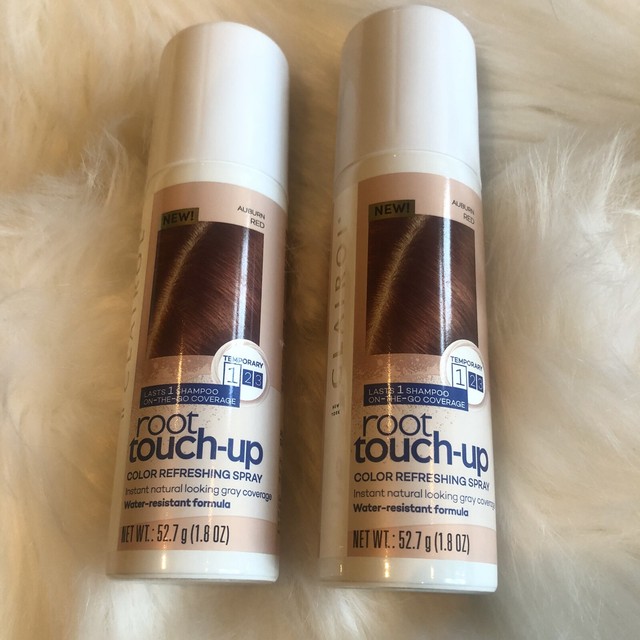 NEW!
AUBURN
RED
TEMPORARY
1 2 3
LASTS 1 SHAMPOO
ON-THE-GO COVERAGE
root
touch-up
COLOR REFRESHING SPRAY
Instant natural looking gray coverage
Water-resistant formula
NET WT.: 52.7 g (1.8 OZ)
CLAIROL
NEW!
AUBURN
RED
CLAIROL
NEW YORK
TEMPORARY
1 2 3
LASTS 1 SHAMPOO
ON-THE-GO COVERAGE
root
touch-up
COLOR REFRESHING SPRAY
Instant natural looking gray coverage
Water-resistant formula
NET WT.: 52.7 g (1.8 OZ)